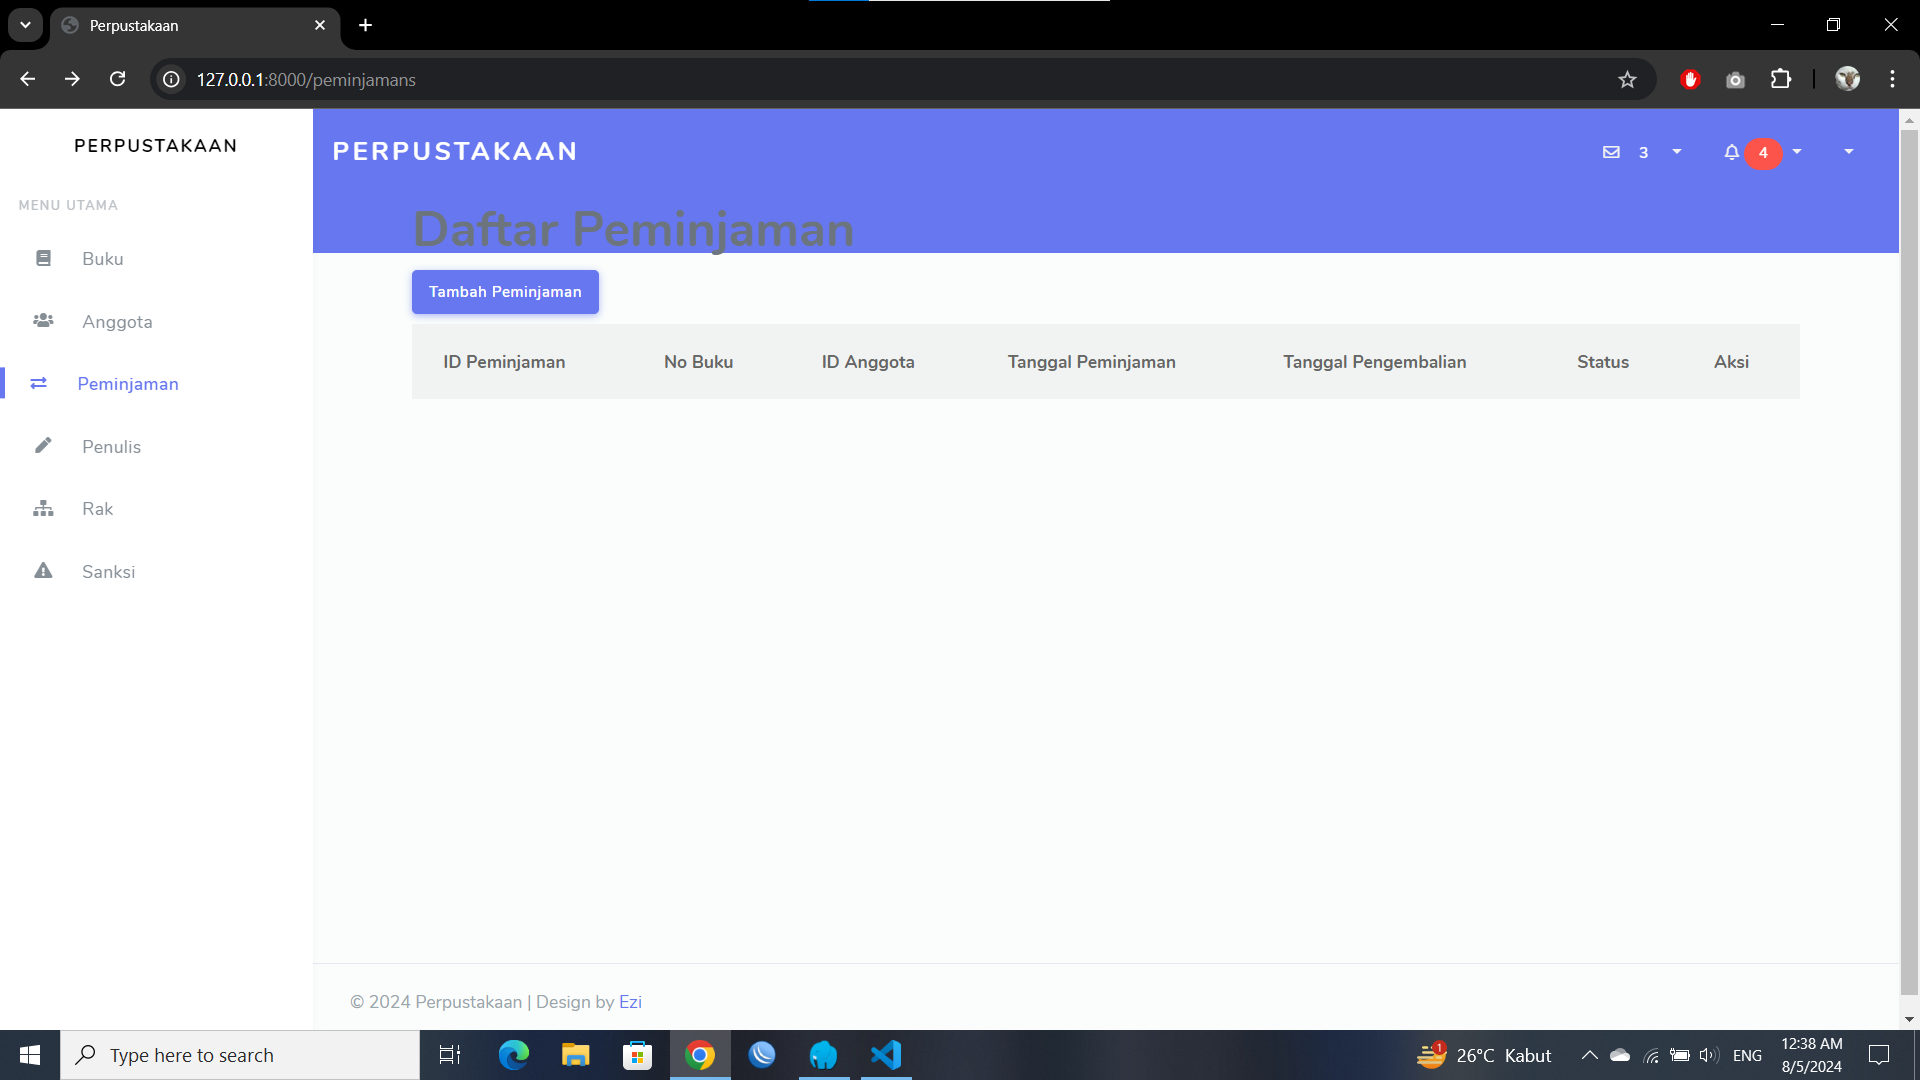 Perpustakaan
127.0.0.1:8000/peminjamans
PERPUSTAKAAN
MENU UTAMA
Buku
Anggota
Peminjaman
Penulis
Rak
Sanksi
PERPUSTAKAAN
3
4
Daftar Peminjaman
Tambah Peminjaman
ID Peminjaman No Buku ID Anggota Tanggal Peminjaman Tanggal Pengembalian Status Aksi
© 2024 Perpustakaan | Design by Ezi
Type here to search
1
26°C Kabut
ENG
12:38 AM
8/5/2024